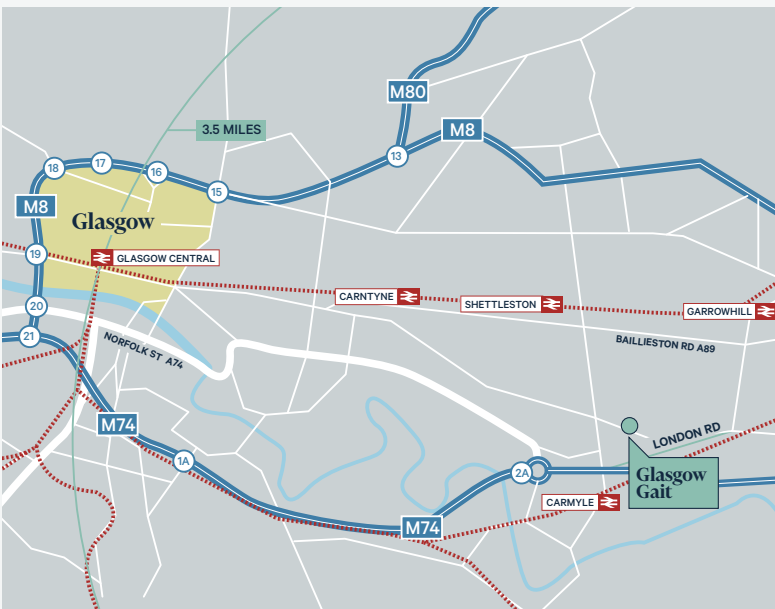 M80
M8
3.5 MILES
13
17
18
16
15
M8
Glasgow
19
GLASGOW CENTRAL
CARNTYNE
SHETTLESTON
GARROWHILL
20
21
NORFOLK ST A74
BAILLIESTON RD A89
M74
LONDON RD
1A
2A
Glasgow
Gait
CARMYLE
M74